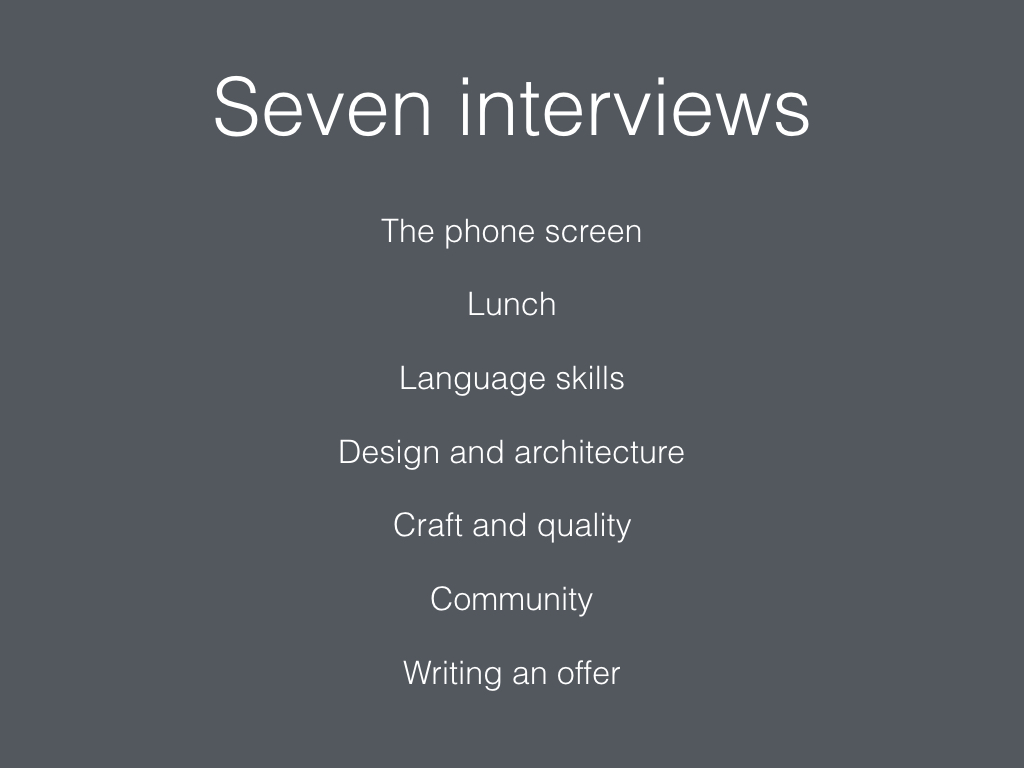 Seven interviews
The phone screen
Lunch
Language skills
Design and architecture
Craft and quality
Community
Writing an offer